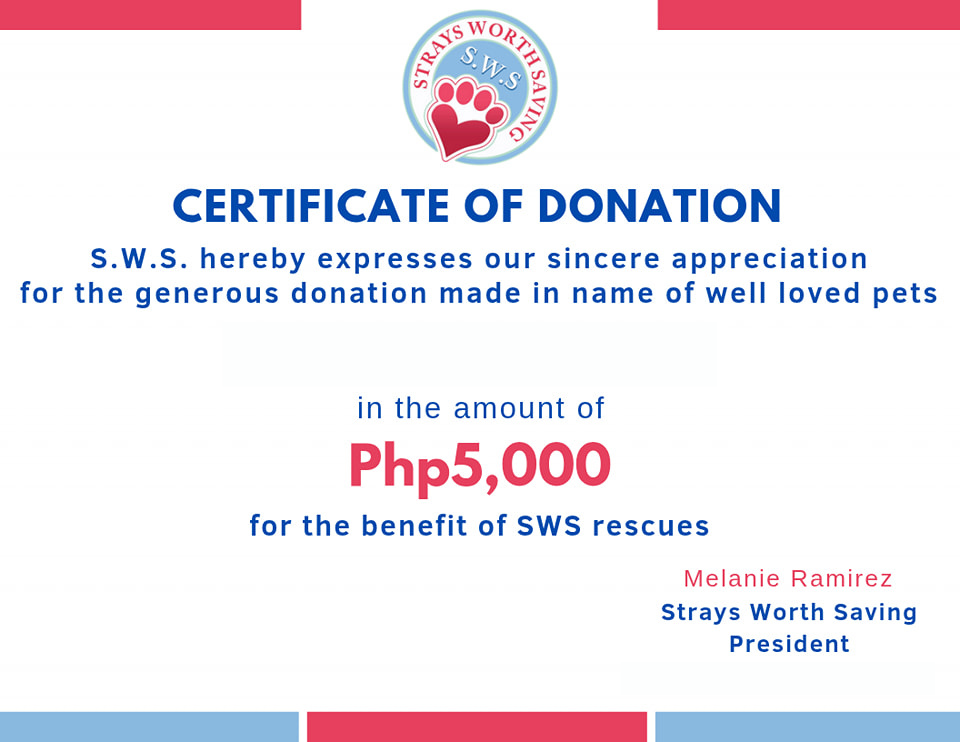 STRAYS WORTH SAVING
S.W.S
CERTIFICATE OF DONATION
S.W.S. hereby expresses our sincere appreciation
for the generous donation made in name of well loved pets
in the amount of
Php5,000
for the benefit of SWS rescues
Melanie Ramirez
Strays Worth Saving
President